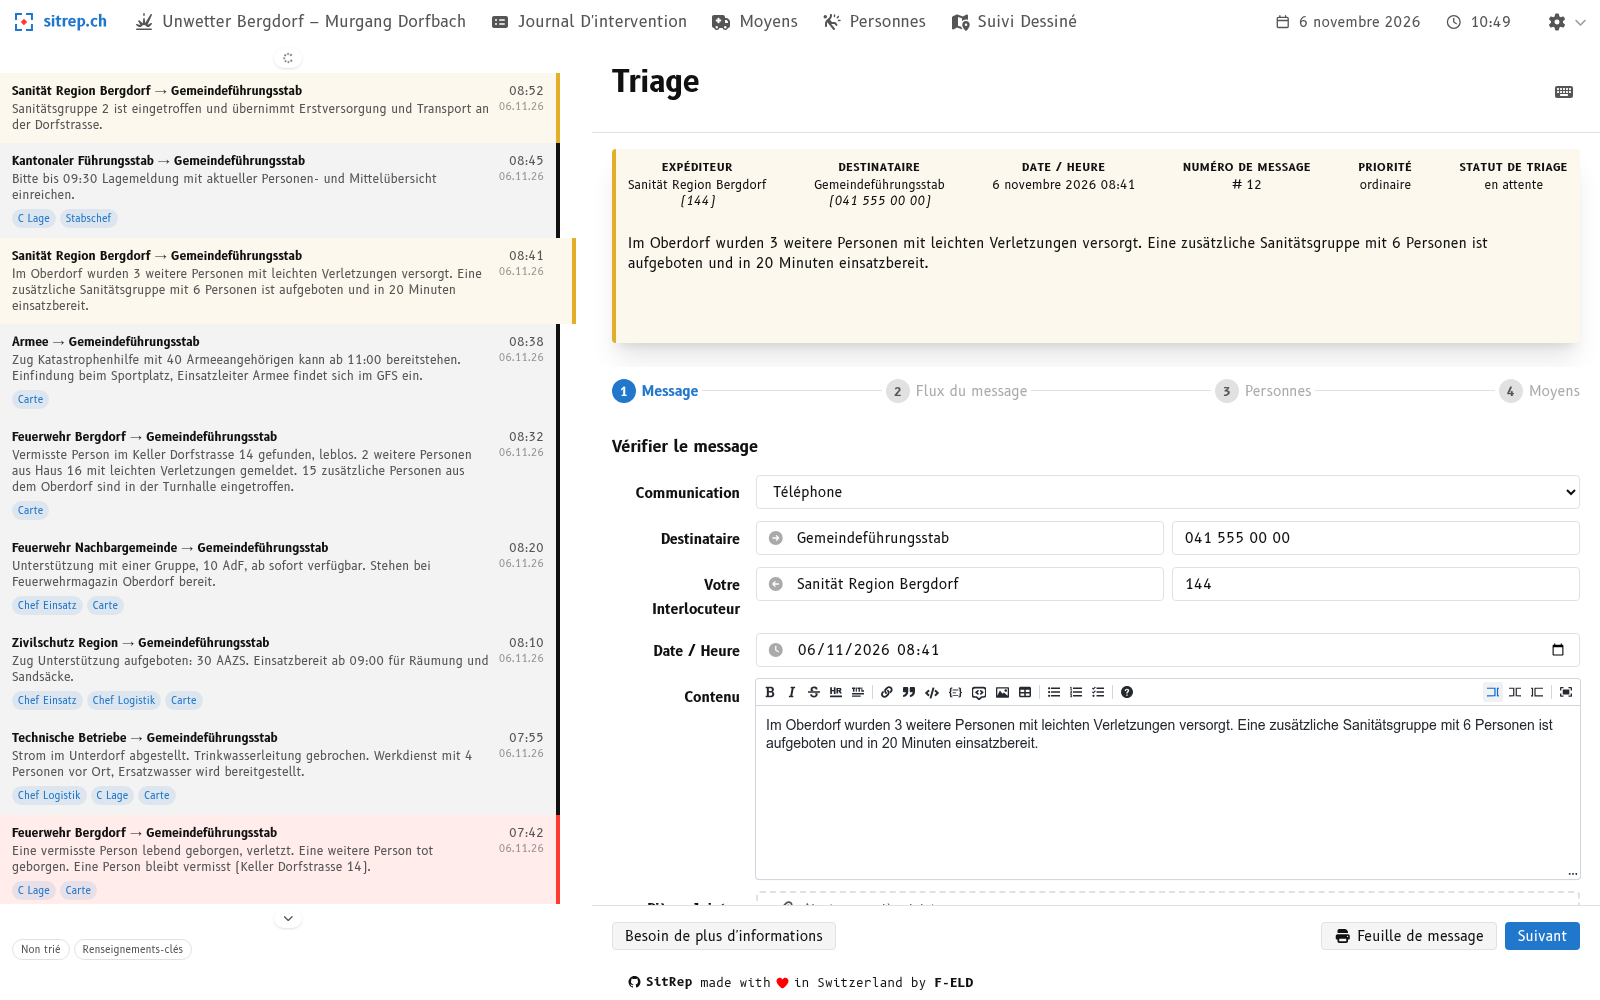 sitrep.ch
Unwetter Bergdorf – Murgang Dorfbach
Journal D'intervention
Moyens
Personnes
Suivi Dessiné
6 novembre 2026
10:49
Sanität Region Bergdorf → Gemeindeführungsstab
08:52
Sanitätsgruppe 2 ist eingetroffen und übernimmt Erstversorgung und Transport an
06.11.26
der Dorfstrasse.
Kantonaler Führungsstab → Gemeindeführungsstab
08:45
Bitte bis 09:30 Lagemeldung mit aktueller Personen- und Mittelübersicht
06.11.26
einreichen.
C Lage
Stabschef
Sanität Region Bergdorf → Gemeindeführungsstab
08:41
Im Oberdorf wurden 3 weitere Personen mit leichten Verletzungen versorgt. Eine
06.11.26
zusätzliche Sanitätsgruppe mit 6 Personen ist aufgeboten und in 20 Minuten
einsatzbereit.
Armee → Gemeindeführungsstab
08:38
Zug Katastrophenhilfe mit 40 Armeeangehörigen kann ab 11:00 bereitstehen.
06.11.26
Einfindung beim Sportplatz, Einsatzleiter Armee findet sich im GFS ein.
Carte
Feuerwehr Bergdorf → Gemeindeführungsstab
08:32
Vermisste Person im Keller Dorfstrasse 14 gefunden, leblos. 2 weitere Personen
06.11.26
aus Haus 16 mit leichten Verletzungen gemeldet. 15 zusätzliche Personen aus
dem Oberdorf sind in der Turnhalle eingetroffen.
Carte
Feuerwehr Nachbargemeinde → Gemeindeführungsstab
08:20
Unterstützung mit einer Gruppe, 10 AdF, ab sofort verfügbar. Stehen bei
06.11.26
Feuerwehrmagazin Oberdorf bereit.
Chef Einsatz
Carte
Zivilschutz Region → Gemeindeführungsstab
08:10
Zug Unterstützung aufgeboten: 30 AAZS. Einsatzbereit ab 09:00 für Räumung und
06.11.26
Sandsäcke.
Chef Einsatz
Chef Logistik
Carte
Technische Betriebe → Gemeindeführungsstab
07:55
Strom im Unterdorf abgestellt. Trinkwasserleitung gebrochen. Werkdienst mit 4
06.11.26
Personen vor Ort, Ersatzwasser wird bereitgestellt.
Chef Logistik
C Lage
Carte
Feuerwehr Bergdorf → Gemeindeführungsstab
07:42
Eine vermisste Person lebend geborgen, verletzt. Eine weitere Person tot
06.11.26
geborgen. Eine Person bleibt vermisst (Keller Dorfstrasse 14).
C Lage
Carte
Non trié
Renseignements-clés
Triage
EXPÉDITEUR
Sanität Region Bergdorf
(144)
DESTINATAIRE
Gemeindeführungsstab
(041 555 00 00)
DATE / HEURE
6 novembre 2026 08:41
NUMÉRO DE MESSAGE
# 12
PRIORITÉ
ordinaire
STATUT DE TRIAGE
en attente
Im Oberdorf wurden 3 weitere Personen mit leichten Verletzungen versorgt. Eine zusätzliche Sanitätsgruppe mit 6 Personen ist
aufgeboten und in 20 Minuten einsatzbereit.
1 Message
2 Flux du message
3 Personnes
4 Moyens
Vérifier le message
Communication
Téléphone
Destinataire
Gemeindeführungsstab
041 555 00 00
Votre
Interlocuteur
Sanität Region Bergdorf
144
Date / Heure
06/11/2026 08:41
Contenu
Im Oberdorf wurden 3 weitere Personen mit leichten Verletzungen versorgt. Eine zusätzliche Sanitätsgruppe mit 6 Personen ist
aufgeboten und in 20 Minuten einsatzbereit.
Besoin de plus d'informations
Feuille de message
Suivant
SitRep made with
in Switzerland by F-ELD